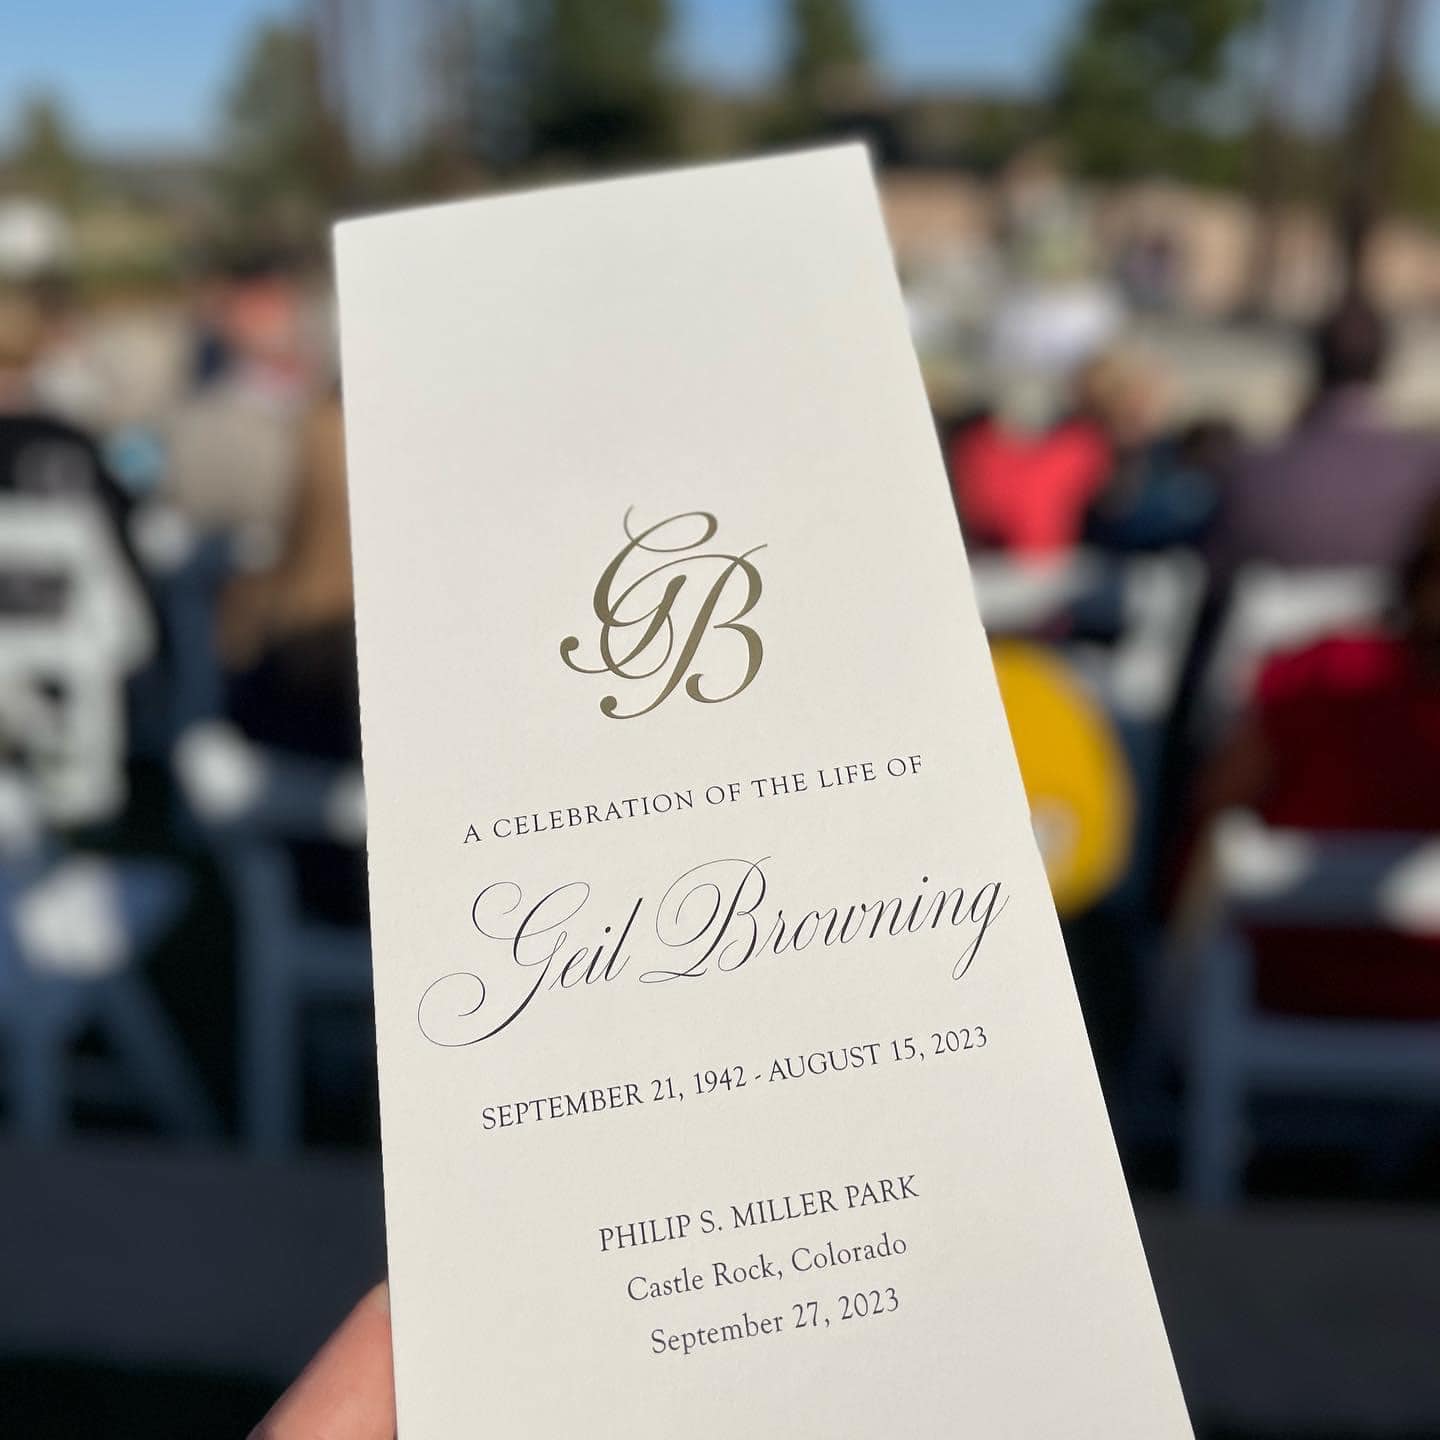 GB
A CELEBRATION OF THE LIFE OF
Geil Browning
SEPTEMBER 21, 1942 - AUGUST 15, 2023
PHILIP S. MILLER PARK
Castle Rock, Colorado
September 27, 2023